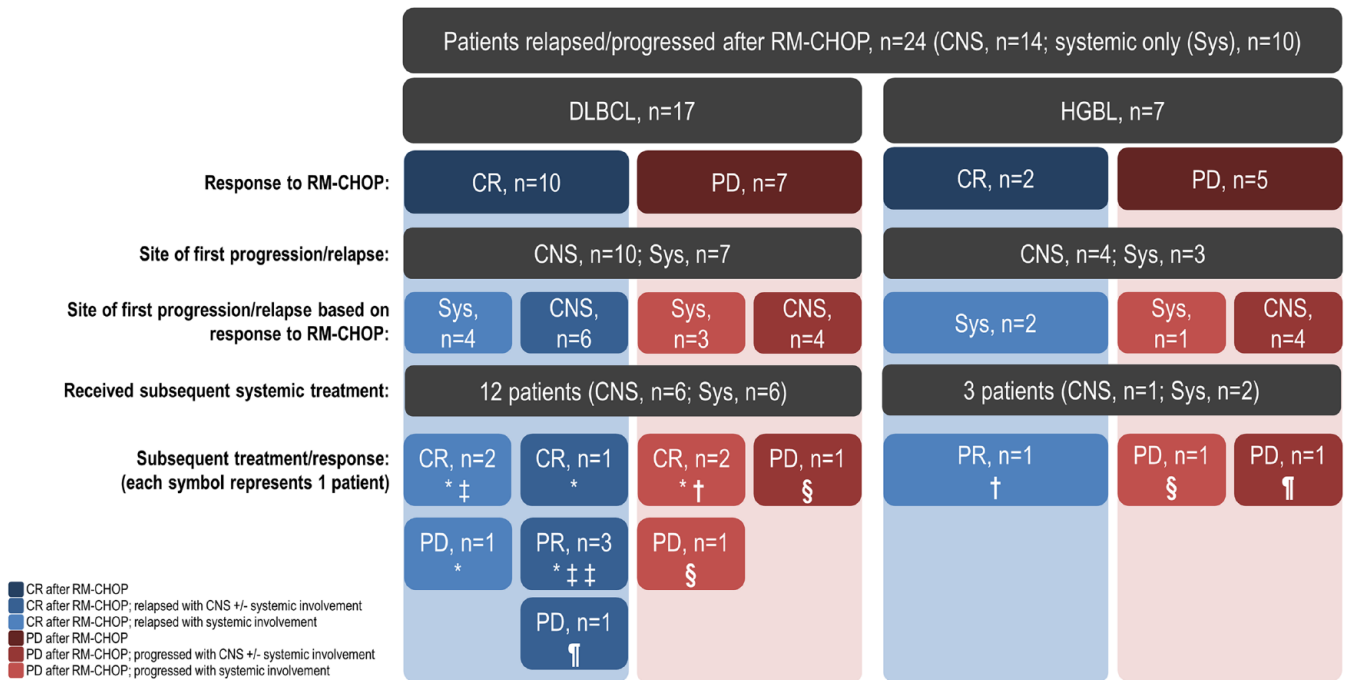 Patients relapsed/progressed after RM-CHOP, n=24 (CNS, n=14; systemic only (Sys), n=10)
DLBCL, n=17
HGBL, n=7
Response to RM-CHOP:
CR, n=10
PD, n=7
CR, n=2
PD, n=5
Site of first progression/relapse:
CNS, n=10; Sys, n=7
CNS, n=4; Sys, n=3
Site of first progression/relapse based on
response to RM-CHOP:
Sys,
n=4
CNS,
n=6
Sys,
n=3
CNS,
n=4
Sys, n=2
Sys,
n=1
CNS,
n=4
Received subsequent systemic treatment:
12 patients (CNS, n=6; Sys, n=6)
3 patients (CNS, n=1; Sys, n=2)
Subsequent treatment/response:
(each symbol represents 1 patient)
CR, n=2
* ‡
CR, n=1
*
CR, n=2
* †
PD, n=1
§
PR, n=1
†
PD, n=1
§
PD, n=1
¶
PD, n=1
*
PR, n=3
* ‡ ‡
PD, n=1
§
PD, n=1
¶
CR after RM-CHOP
CR after RM-CHOP; relapsed with CNS +/- systemic involvement
CR after RM-CHOP; relapsed with systemic involvement
PD after RM-CHOP
PD after RM-CHOP; progressed with CNS +/- systemic involvement
PD after RM-CHOP; progressed with systemic involvement